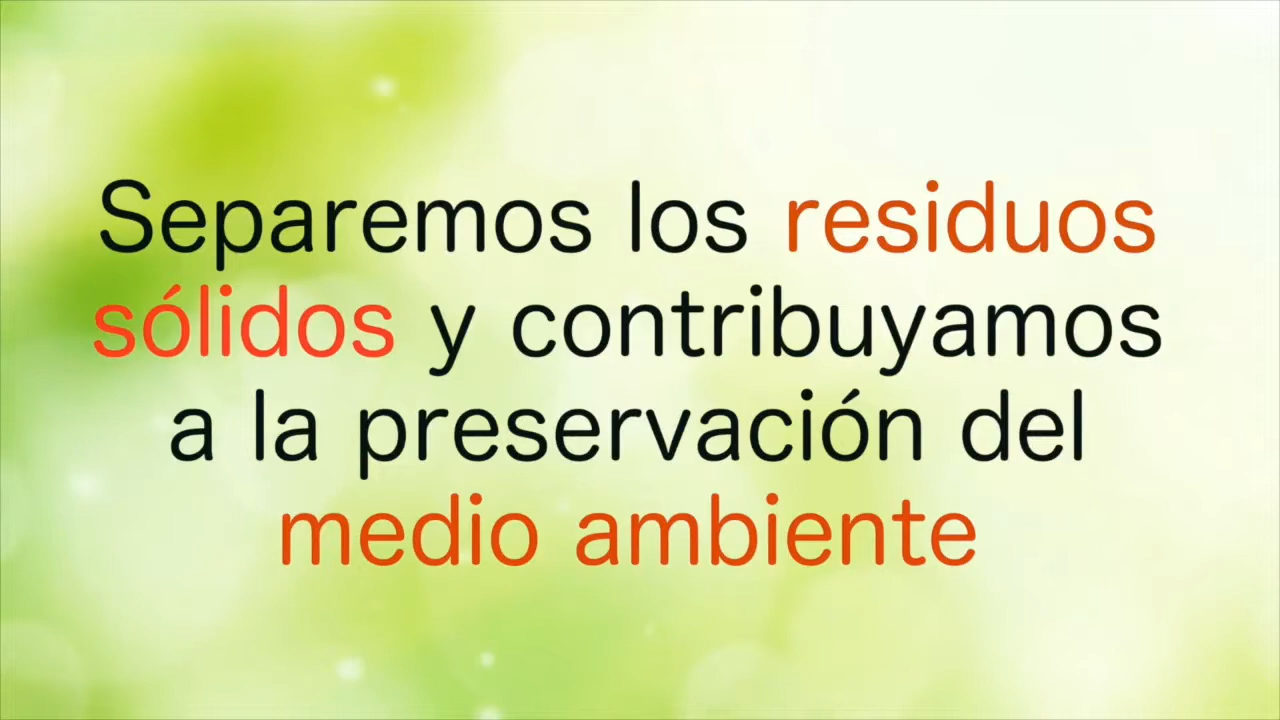 Separemos los residuos
sólidos y contribuyamos
a la preservación del
medio ambiente